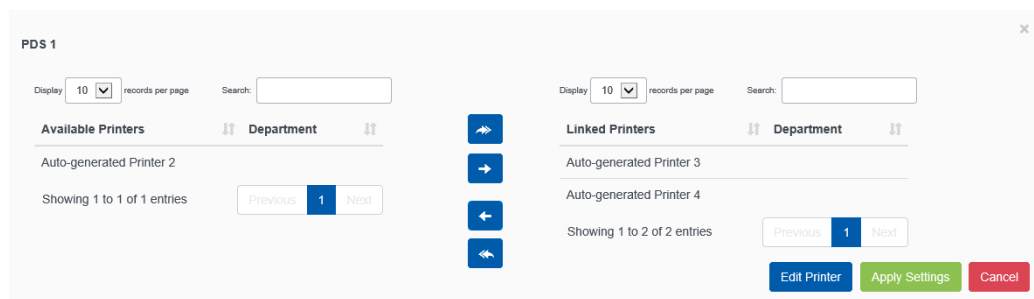 PDS 1
Display 10 records per page Search:
Available Printers Department
Auto-generated Printer 2
Showing 1 to 1 of 1 entries Previous 1 Next
Display 10 records per page Search:
Linked Printers Department
Auto-generated Printer 3
Auto-generated Printer 4
Showing 1 to 2 of 2 entries Previous 1 Next
Edit Printer Apply Settings Cancel